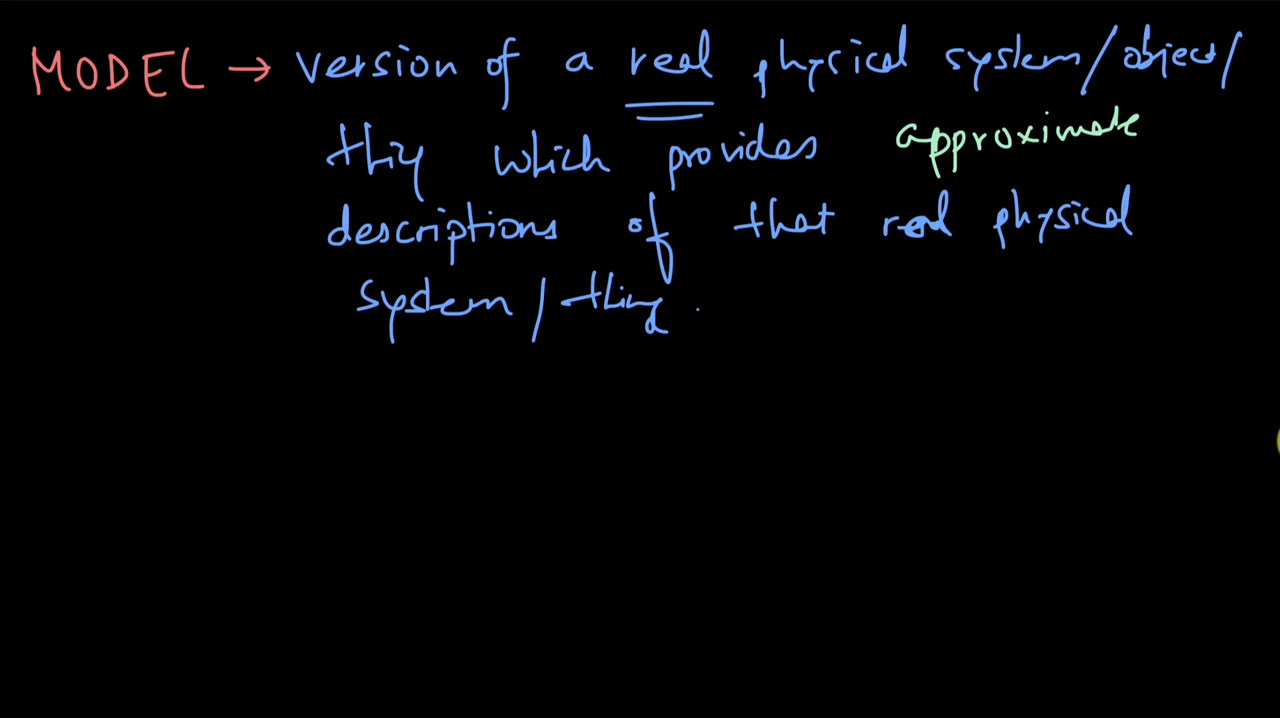 MODEL → version of a real physical system/object/
thing which provides approximate
descriptions of that real physical
system/thing.